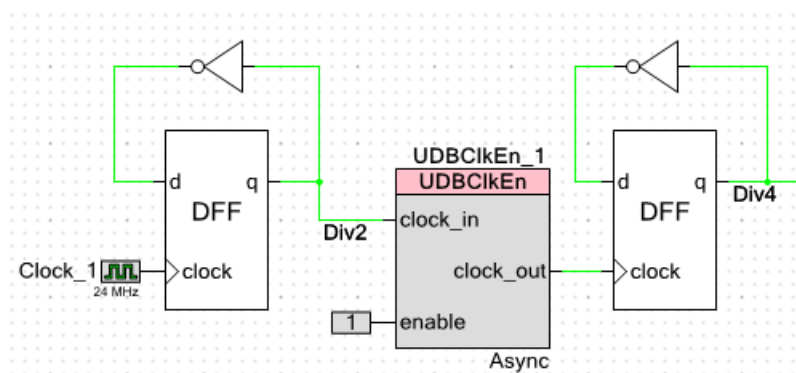 d
q
DFF
clock
Clock_1
24 MHz
Div2
UDBClkEn_1
UDBClkEn
clock_in
clock_out
1
enable
Async
d
q
DFF
clock
Div4